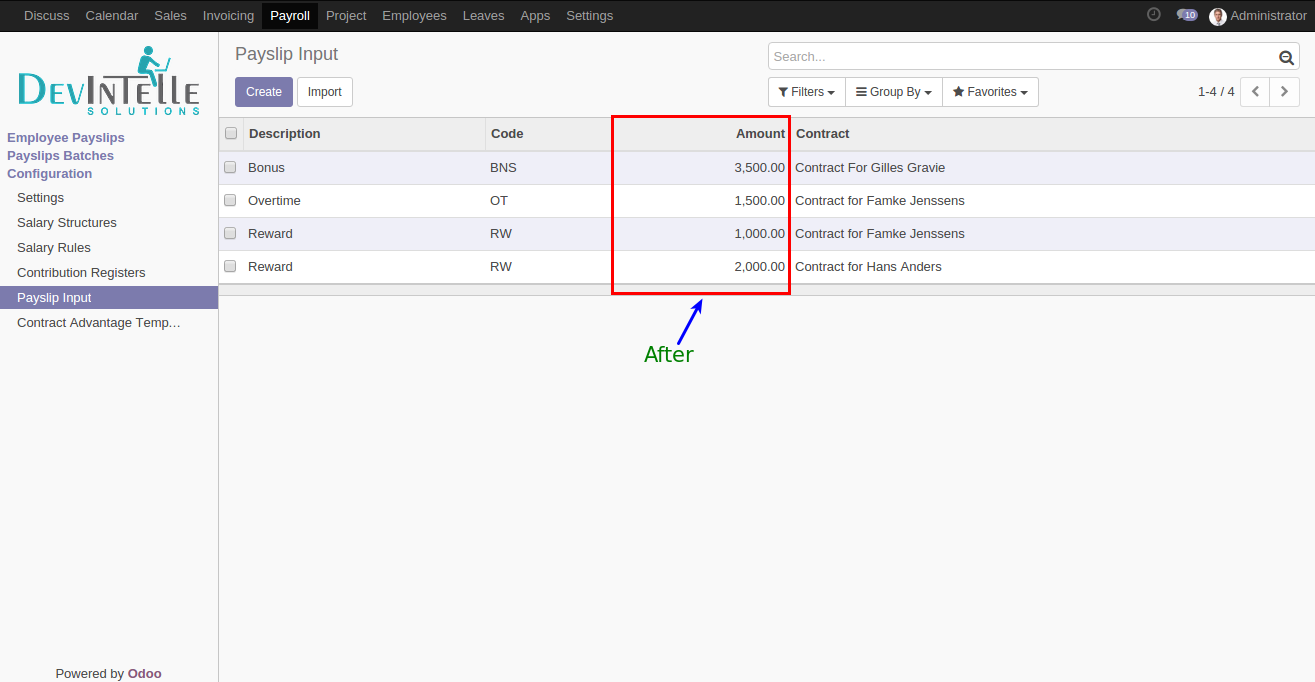 Discuss Calendar Sales Invoicing Payroll Project Employees Leaves Apps Settings 10 Administrator
DEVINTELLE
SOLUTIONS
Employee Payslips
Payslips Batches
Configuration
Settings
Salary Structures
Salary Rules
Contribution Registers
Payslip Input
Contract Advantage Temp…
Powered by Odoo
Payslip Input
Search...
Create Import
Filters Group By Favorites 1-4 / 4
Description Code Amount Contract
Bonus BNS 3,500.00 Contract For Gilles Gravie
Overtime OT 1,500.00 Contract for Famke Jenssens
Reward RW 1,000.00 Contract for Famke Jenssens
Reward RW 2,000.00 Contract for Hans Anders
After